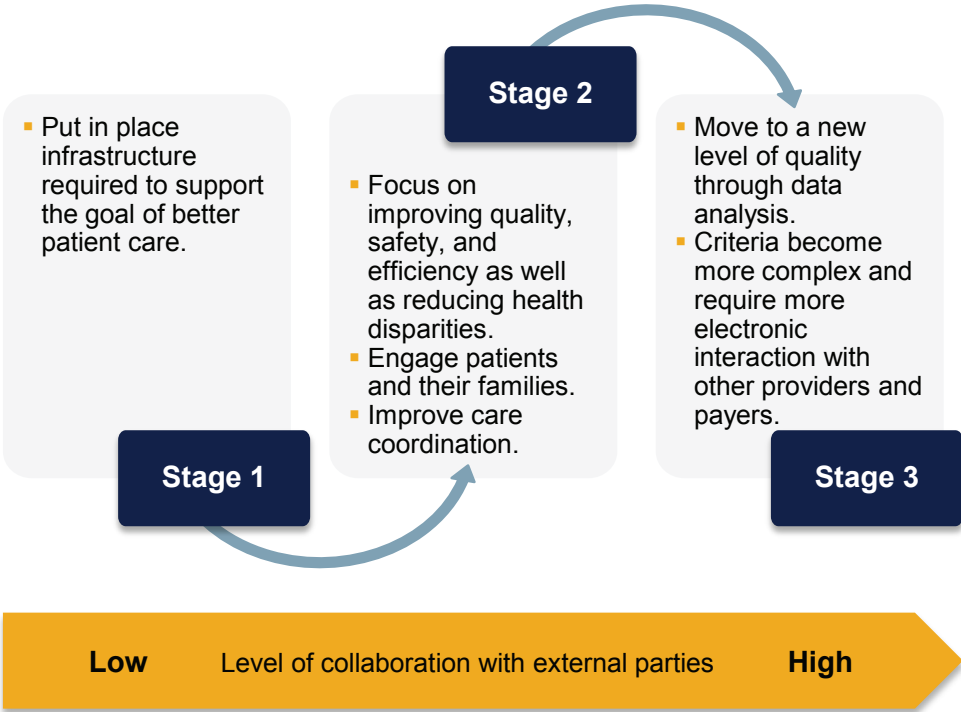 ▪ Put in place
infrastructure
required to support
the goal of better
patient care.
Stage 1
Stage 2
▪ Focus on
improving quality,
safety, and
efficiency as well
as reducing health
disparities.
▪ Engage patients
and their families.
▪ Improve care
coordination.
▪ Move to a new
level of quality
through data
analysis.
▪ Criteria become
more complex and
require more
electronic
interaction with
other providers and
payers.
Stage 3
Low Level of collaboration with external parties High